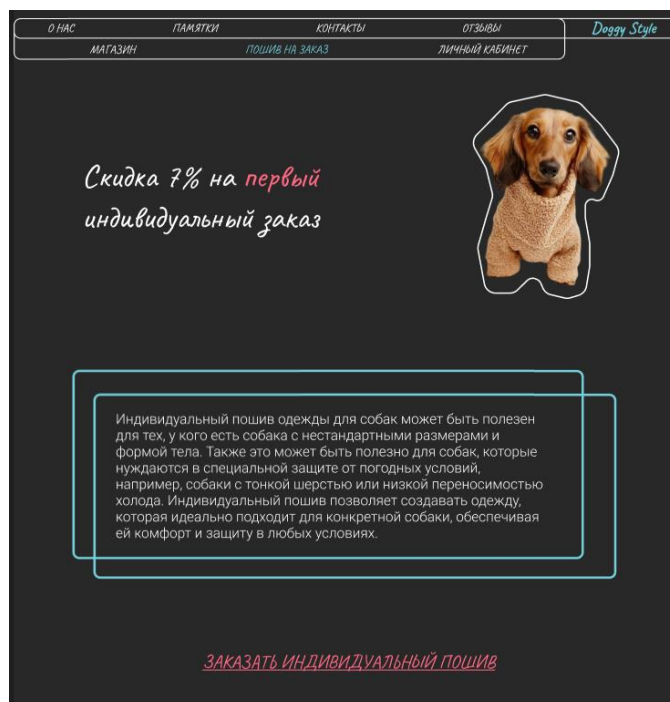 О НАС ПАМЯТКИ КОНТАКТЫ ОТЗЫВЫ Doggy Style
МАГАЗИН ПОШИВ НА ЗАКАЗ ЛИЧНЫЙ КАБИНЕТ
Скидка 7% на первый
индивидуальный заказ
Индивидуальный пошив одежды для собак может быть полезен
для тех, у кого есть собака с нестандартными размерами и
формой тела. Также это может быть полезно для собак, которые
нуждаются в специальной защите от погодных условий,
например, собаки с тонкой шерстью или низкой переносимостью
холода. Индивидуальный пошив позволяет создавать одежду,
которая идеально подходит для конкретной собаки, обеспечивая
ей комфорт и защиту в любых условиях.
ЗАКАЗАТЬ ИНДИВИДУАЛЬНЫЙ ПОШИВ